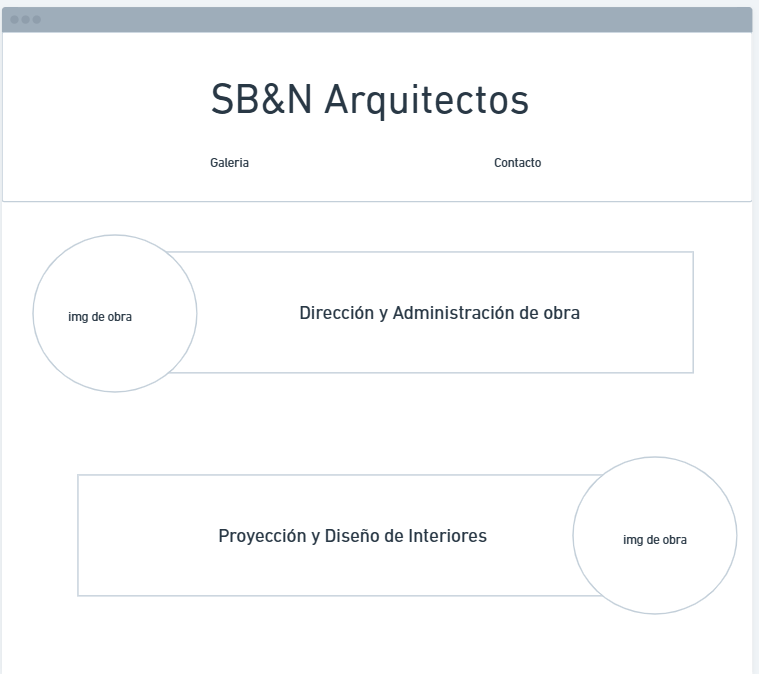 SB&N Arquitectos
Galeria
Contacto
img de obra
Dirección y Administración de obra
Proyección y Diseño de Interiores
img de obra